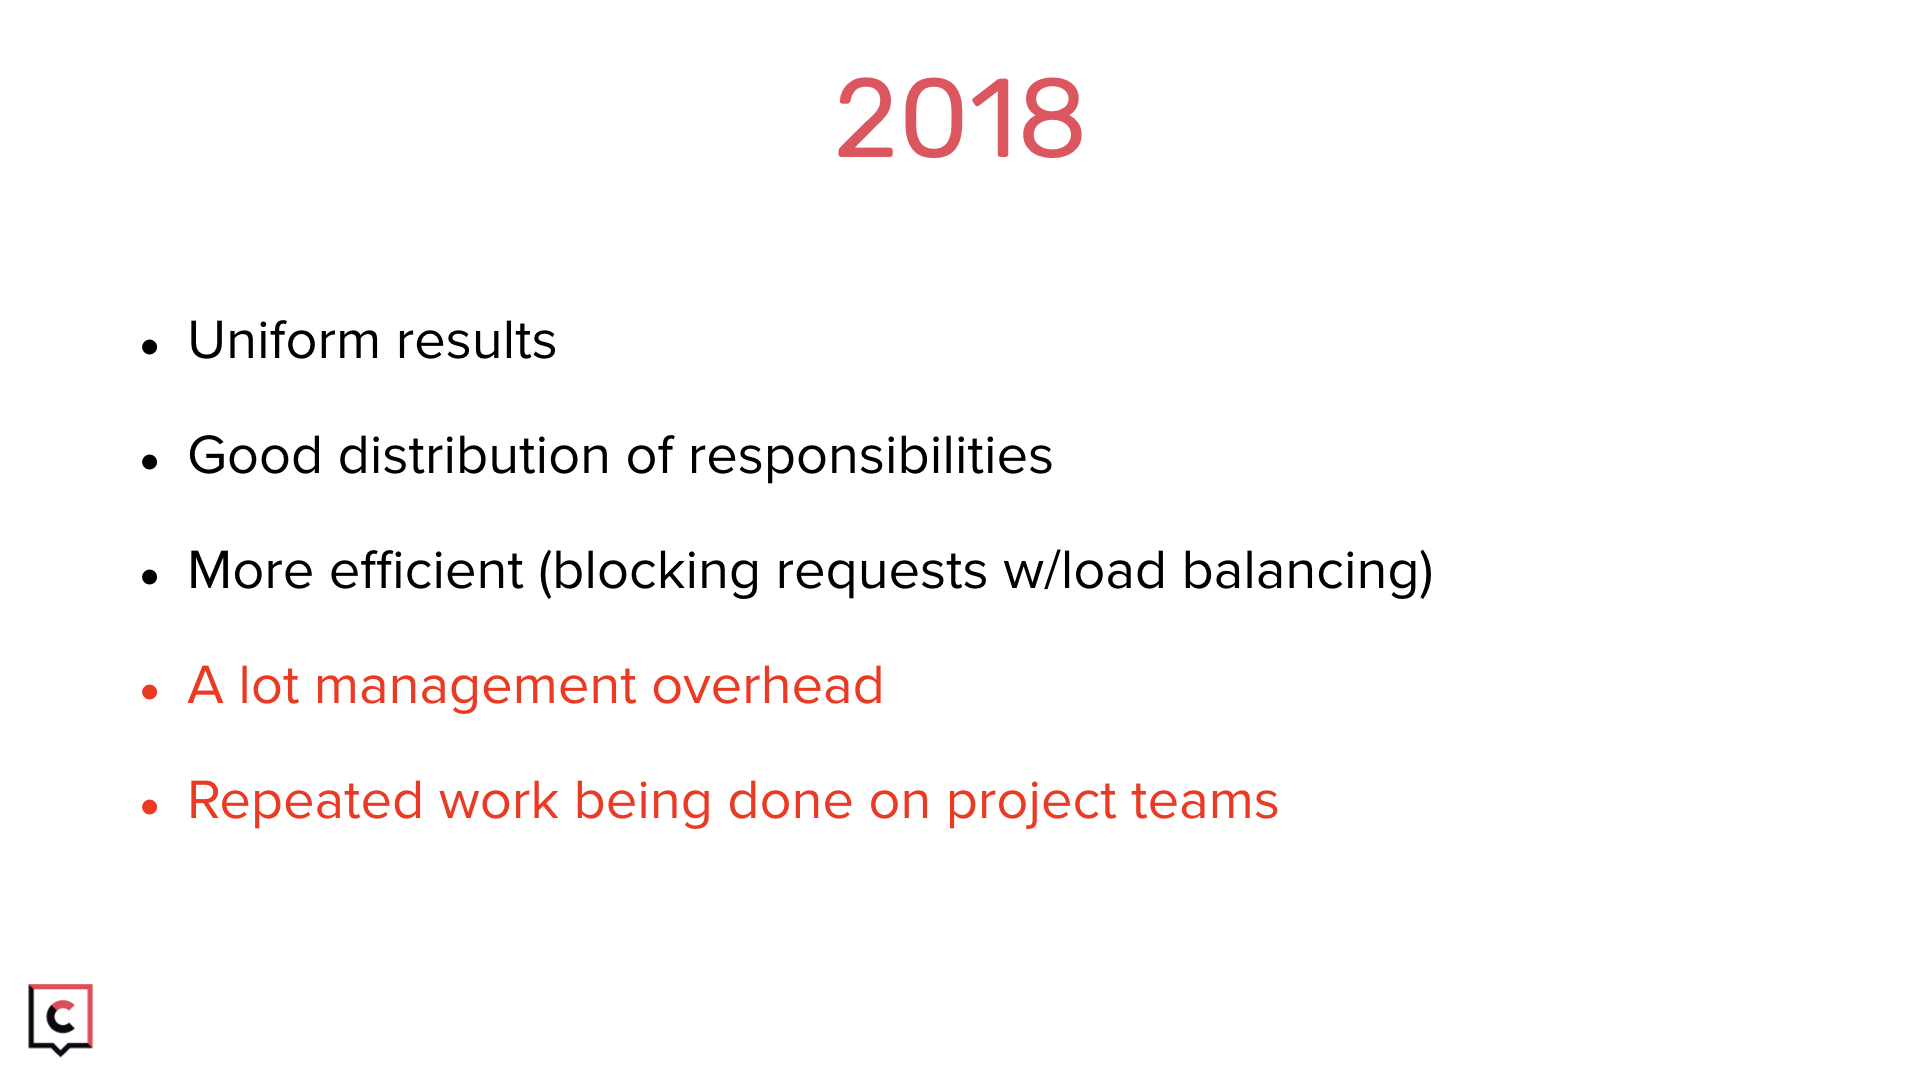 2018
• Uniform results
• Good distribution of responsibilities
• More efficient (blocking requests w/load balancing)
• A lot management overhead
• Repeated work being done on project teams
C